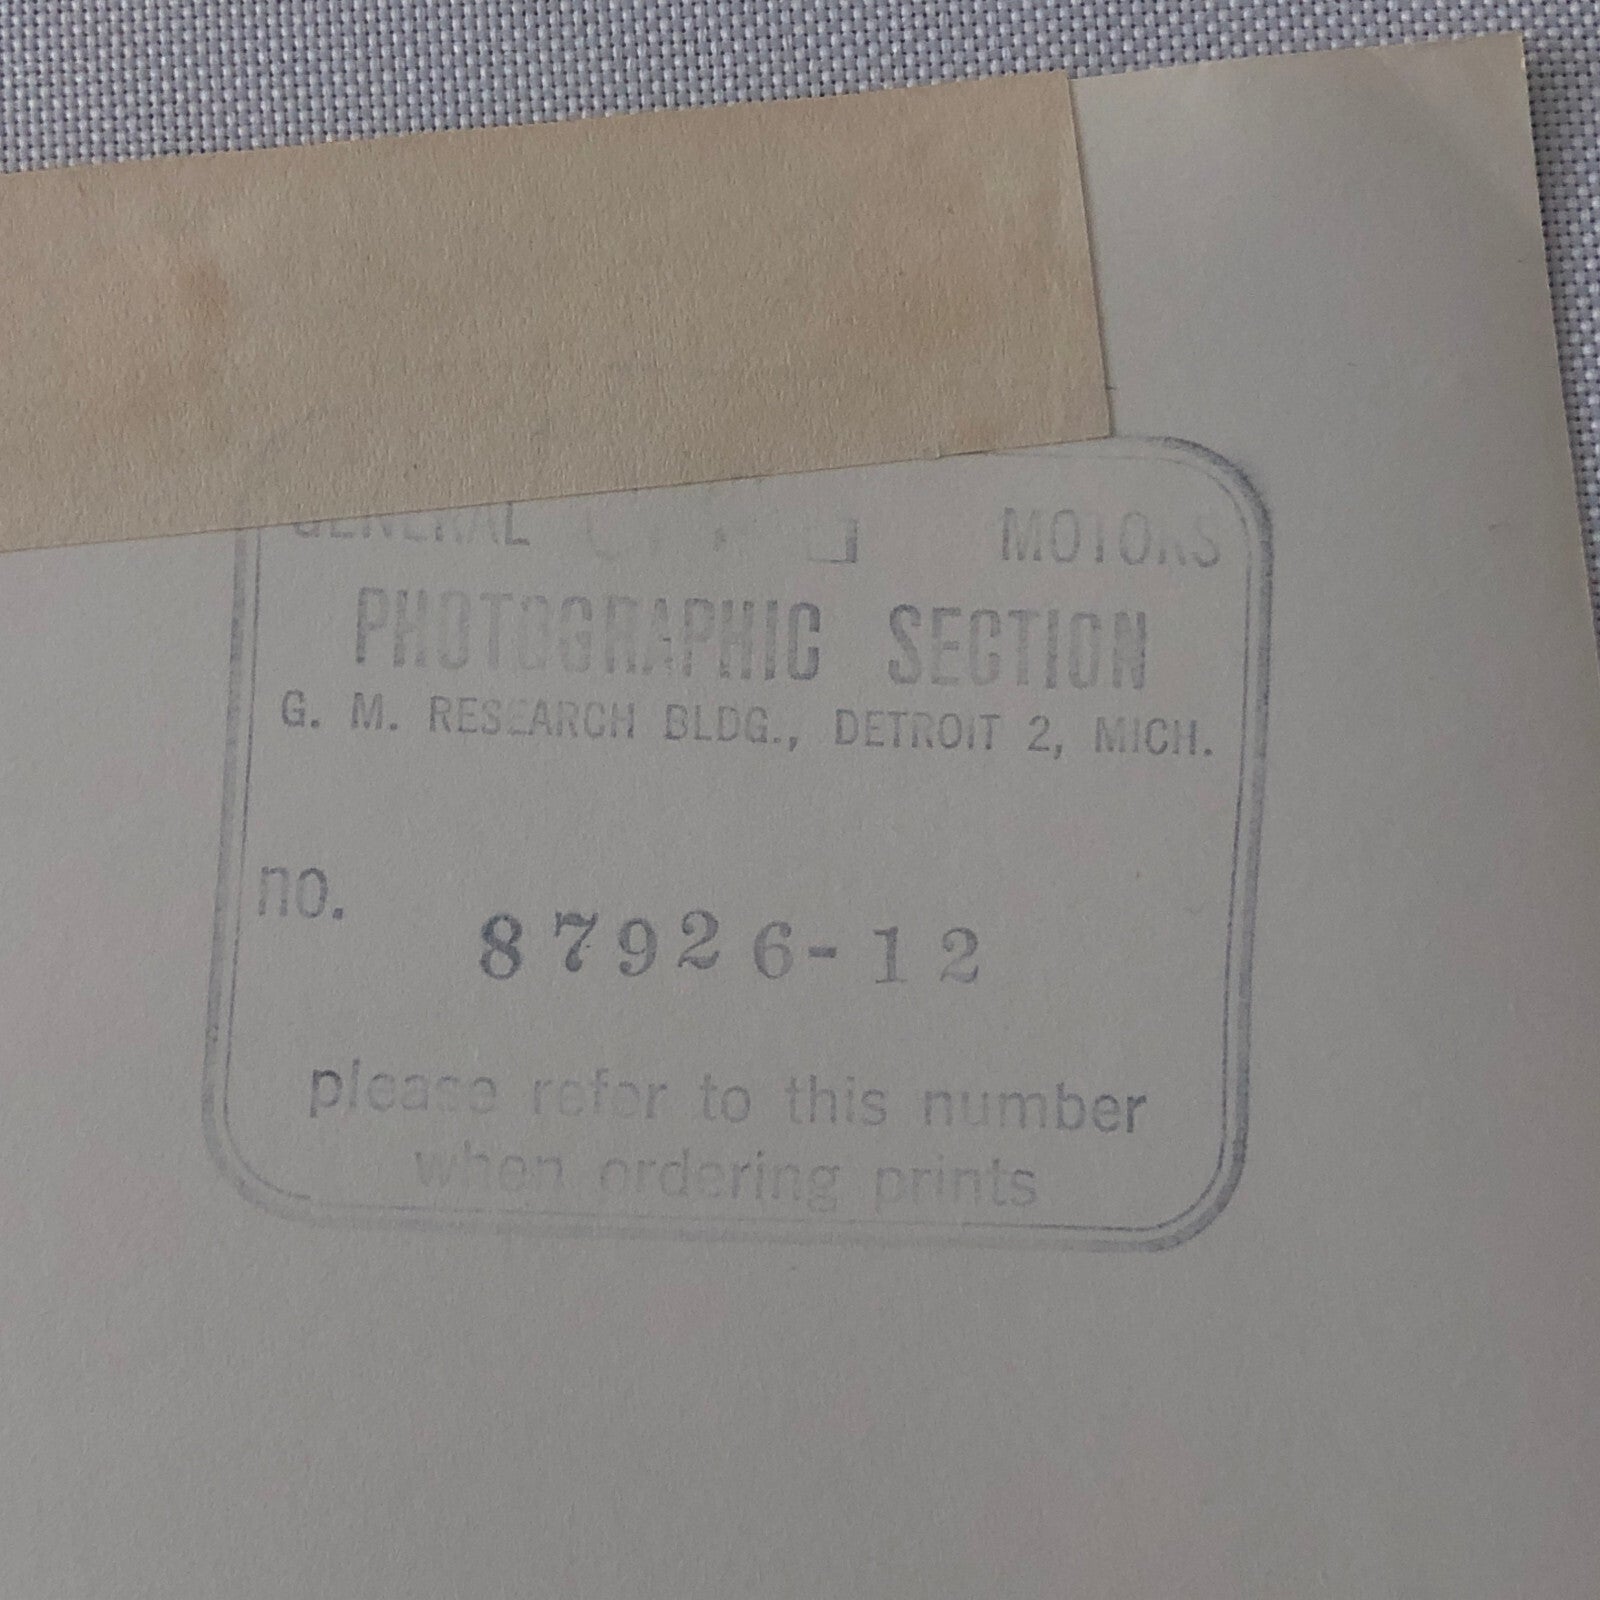 GENERAL MOTORS
PHOTOGRAPHIC SECTION
G. M. RESEARCH BLDG., DETROIT 2, MICH.
no.
87926-12
please refer to this number
when ordering prints